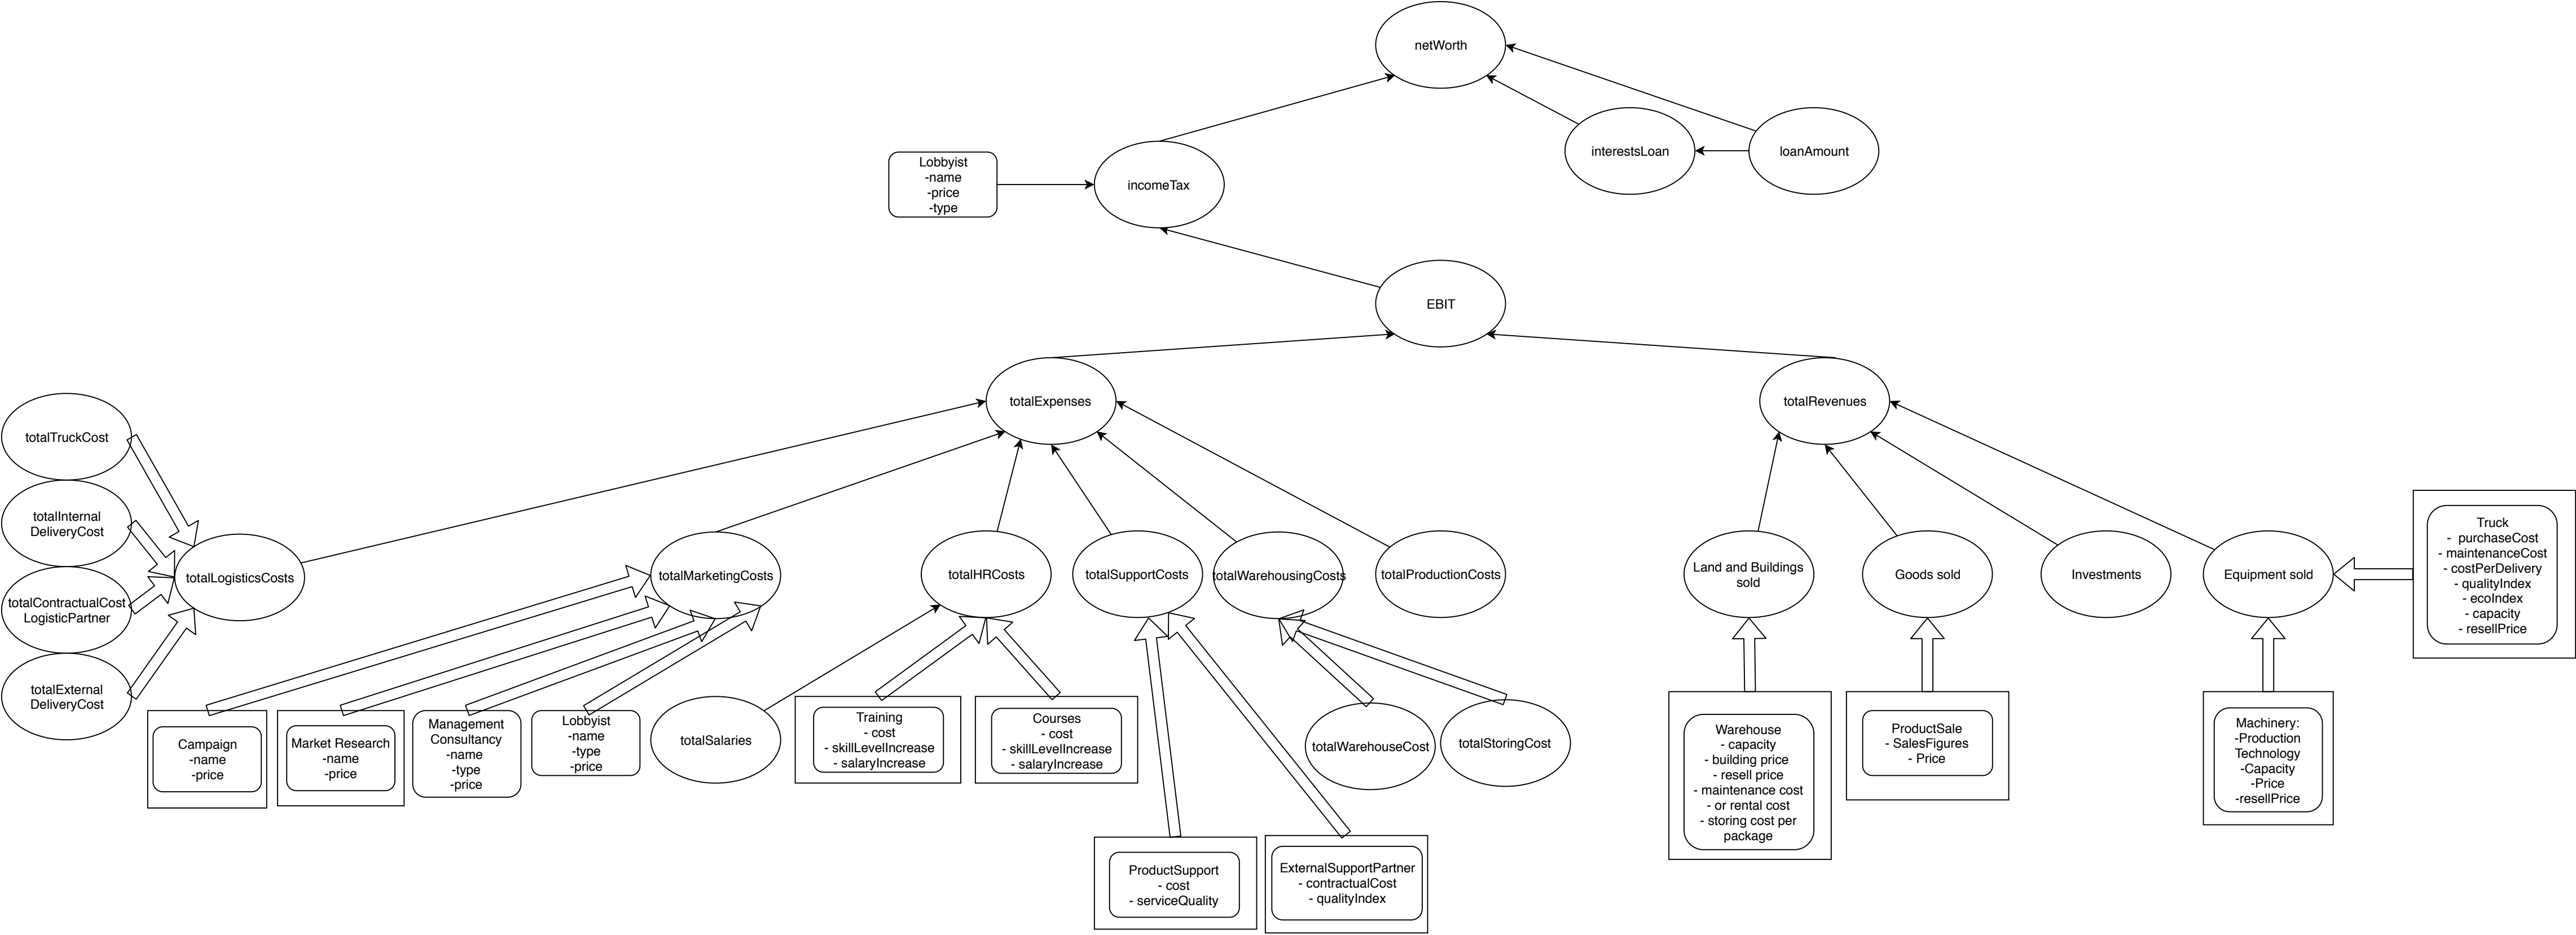 netWorth
interestsLoan
loanAmount
Lobbyist
-name
-price
-type
incomeTax
EBIT
totalExpenses
totalRevenues
totalTruckCost
totalInternal
DeliveryCost
totalContractualCost
LogisticPartner
totalExternal
DeliveryCost
totalLogisticsCosts
totalMarketingCosts
totalHRCosts
totalSupportCosts
totalWarehousingCosts
totalProductionCosts
Land and Buildings
sold
Goods sold
Investments
Equipment sold
Truck
- purchaseCost
- maintenanceCost
- costPerDelivery
- qualityIndex
- ecoIndex
- capacity
- resellPrice
Campaign
-name
-price
Market Research
-name
-price
Management
Consultancy
-name
-type
-price
Lobbyist
-name
-type
-price
totalSalaries
Training
- cost
- skillLevelIncrease
- salaryIncrease
Courses
- cost
- skillLevelIncrease
- salaryIncrease
totalWarehouseCost
totalStoringCost
Warehouse
- capacity
- building price
- resell price
- maintenance cost
- or rental cost
- storing cost per
package
ProductSale
- SalesFigures
- Price
Machinery:
-Production
Technology
-Capacity
-Price
-resellPrice
ProductSupport
- cost
- serviceQuality
ExternalSupportPartner
- contractualCost
- qualityIndex